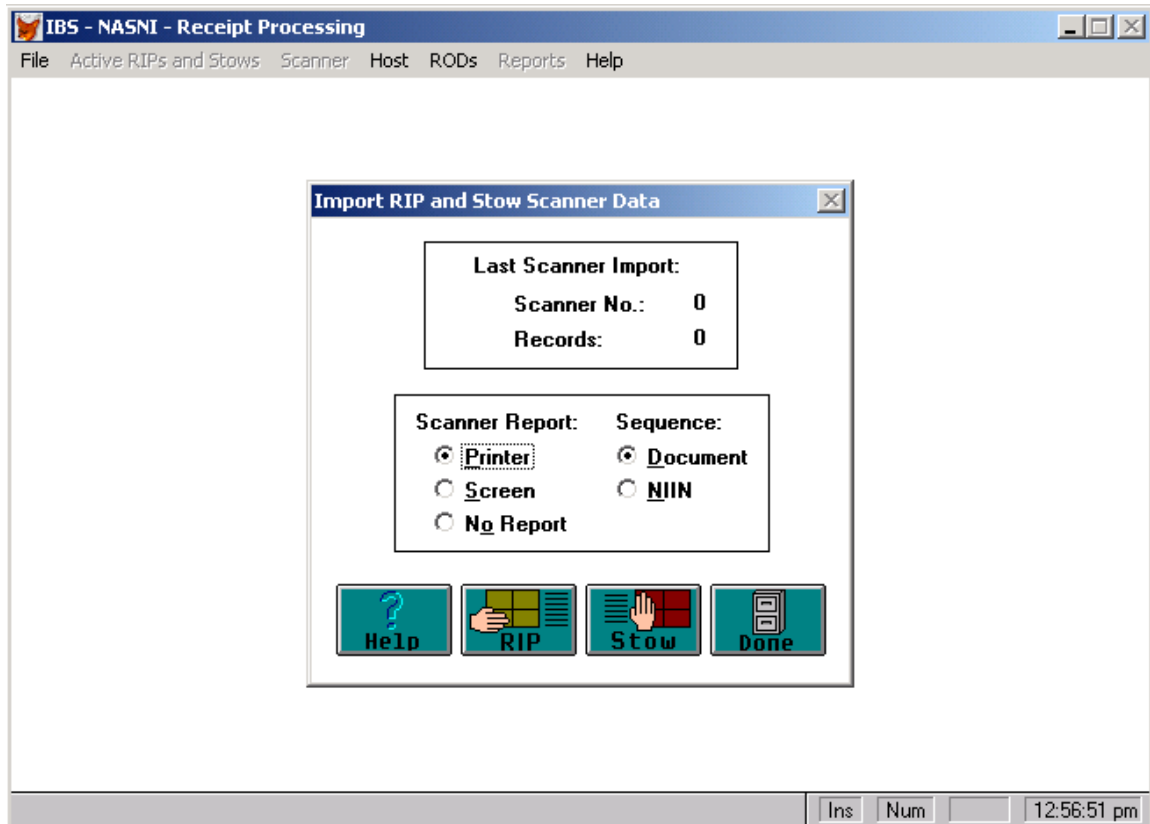 IBS - NASNI - Receipt Processing
File Active RIPs and Stows Scanner Host RODs Reports Help
Import RIP and Stow Scanner Data
Last Scanner Import:
Scanner No.: 0
Records: 0
Scanner Report: Sequence:
Printer Document
Screen NIIN
No Report
Help RIP Stow Done
Ins Num 12:56:51 pm